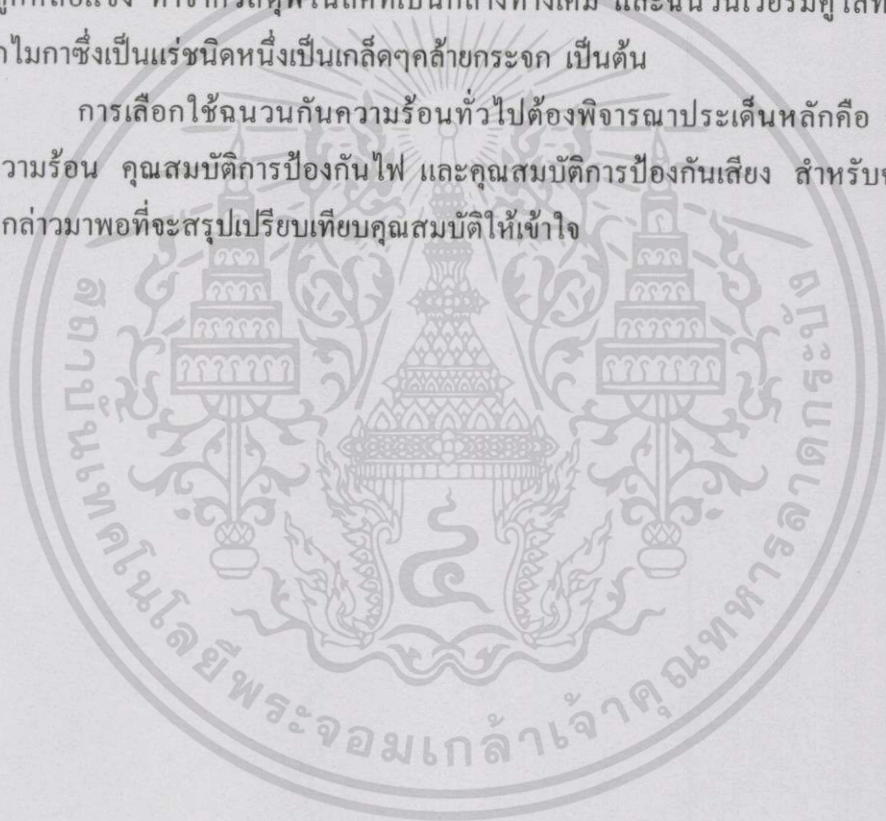 ไมกาซึ่งเป็นแร่ชนิดหนึ่งเป็นเกล็ดๆคล้ายกระจก เป็นต้น
การเลือกใช้ฉนวนกันความร้อนทั่วไปต้องพิจารณาประเด็นหลักคือ
วามร้อน คุณสมบัติการป้องกันไฟ และคุณสมบัติการป้องกันเสียง สำหรับ
กล่าวมาพอที่จะสรุปเปรียบเทียบคุณสมบัติให้เข้าใจ
สถาบันเทคโนโลยีพระจอมเกล้าเจ้าคุณทหารลาดกระบัง